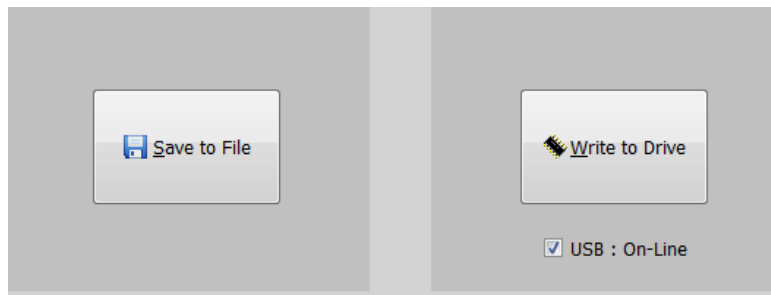 Save to File
Write to Drive
USB : On-Line